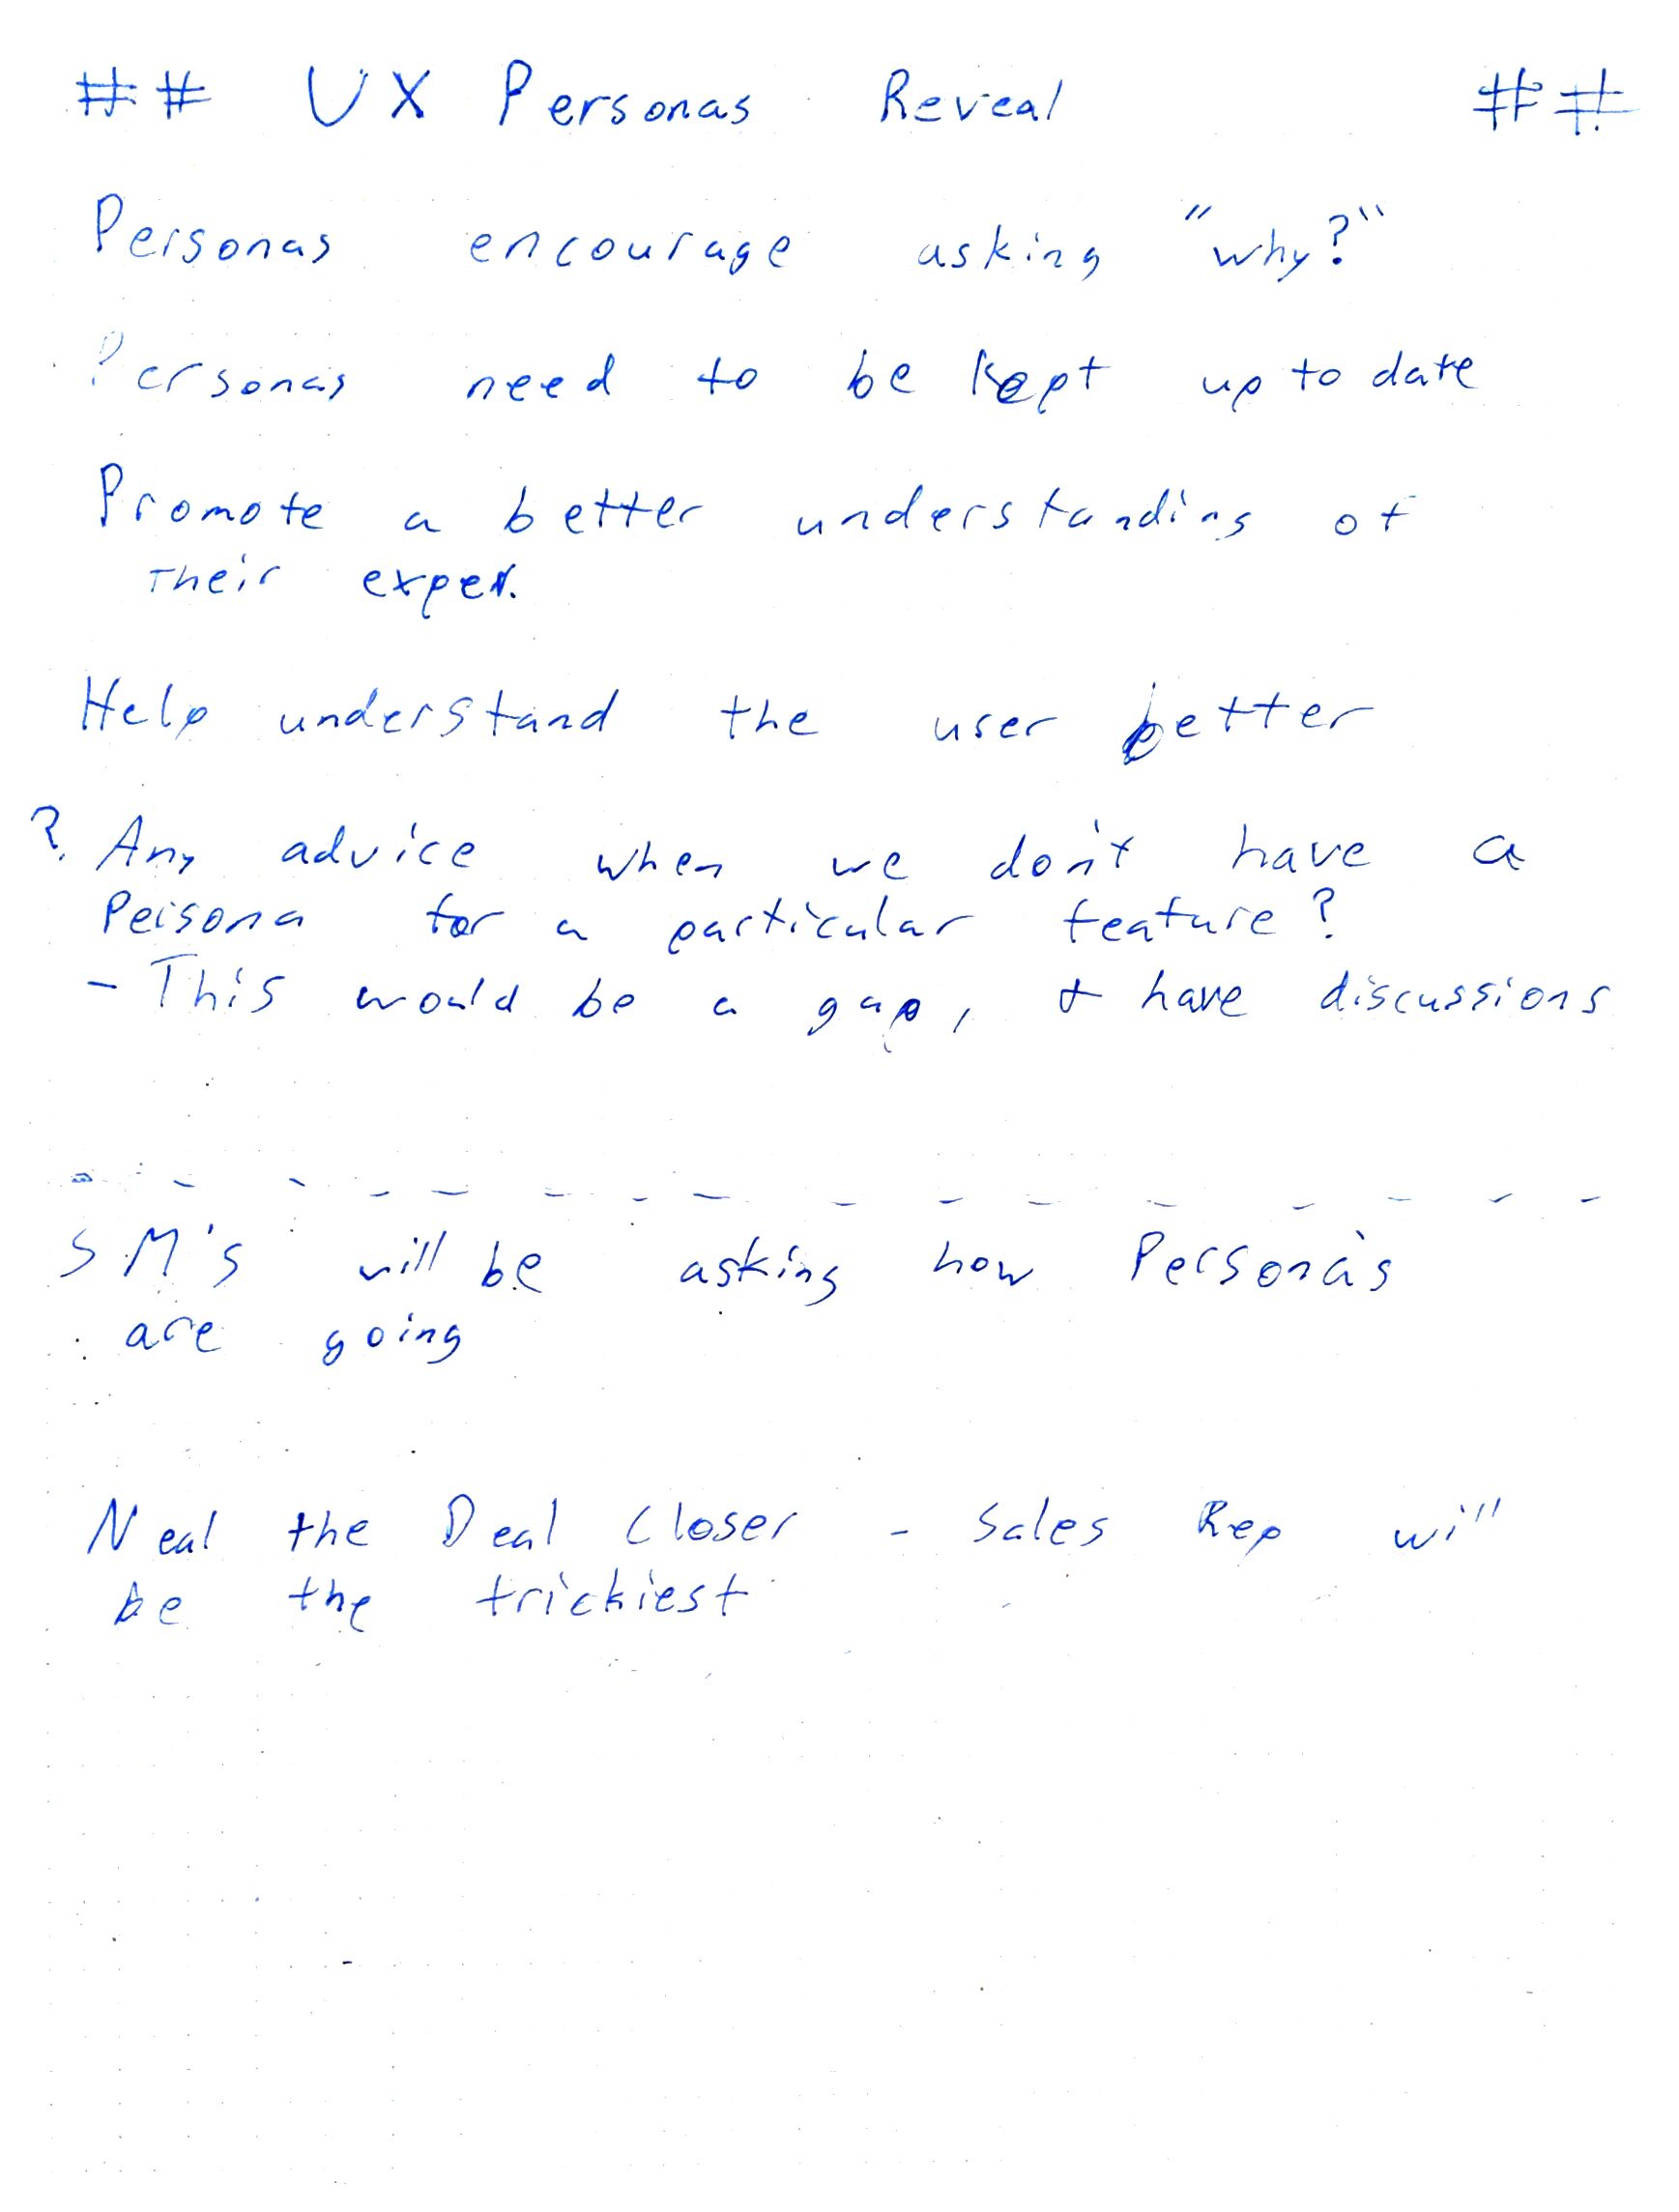 ## UX Personas Reveal ##
Personas encourage asking "why?"
Personas need to be kept up to date
Promote a better understanding of
their exper.
Help understand the user better
? Any advice when we don't have a
Persona for a particular feature?
- This would be a gap, & have discussions
- - - - - - - - - - - - - - - -
SM's will be asking how Persona's
are going
Neal the Deal Closer - Sales Rep will
be the trickiest